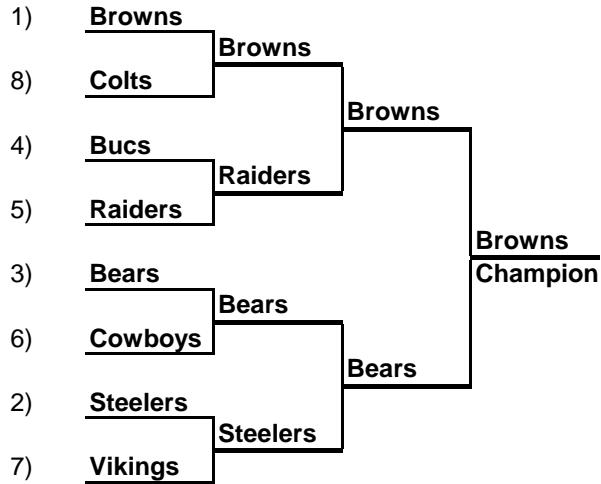 1) Browns
Browns
8) Colts
Browns
4) Bucs
Raiders
5) Raiders
Browns
Champion
3) Bears
Bears
6) Cowboys
Bears
2) Steelers
Steelers
7) Vikings